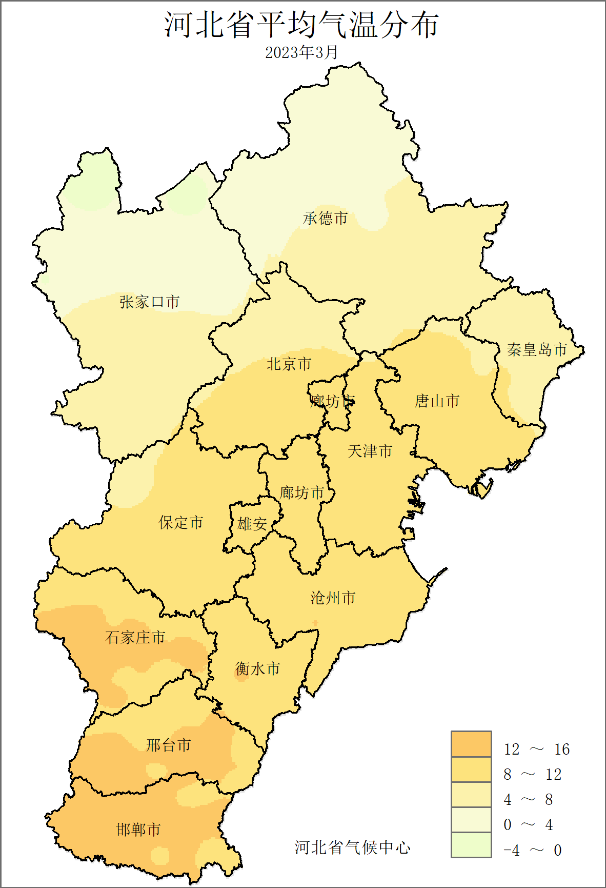 河北省平均气温分布
2023年3月
承德市
张家口市
秦皇岛市
北京市
廊坊市
唐山市
天津市
廊坊市
保定市
雄安
沧州市
石家庄市
衡水市
邢台市
12 ～ 16
8 ～ 12
4 ～ 8
0 ～ 4
-4 ～ 0
邯郸市
河北省气候中心